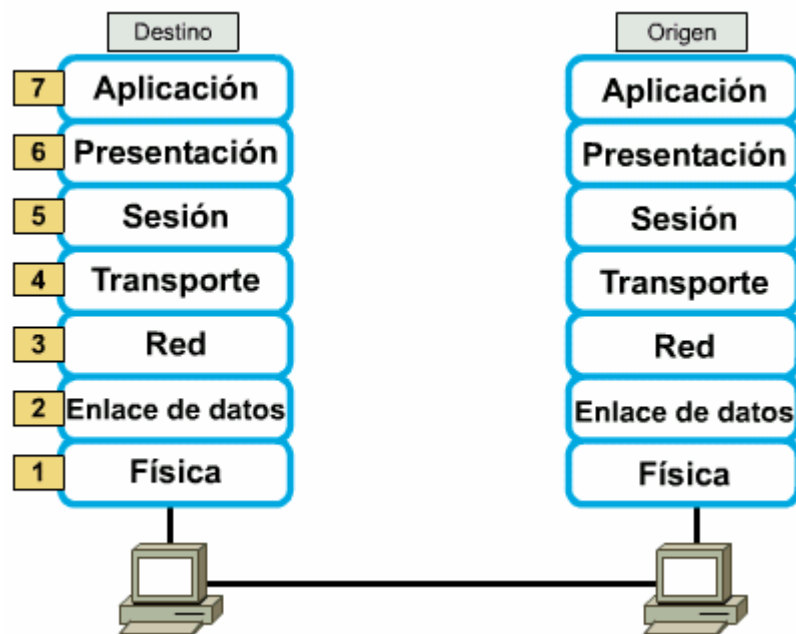 Destino
Origen
7 Aplicación
Aplicación
6 Presentación
Presentación
5 Sesión
Sesión
4 Transporte
Transporte
3 Red
Red
2 Enlace de datos
Enlace de datos
1 Física
Física